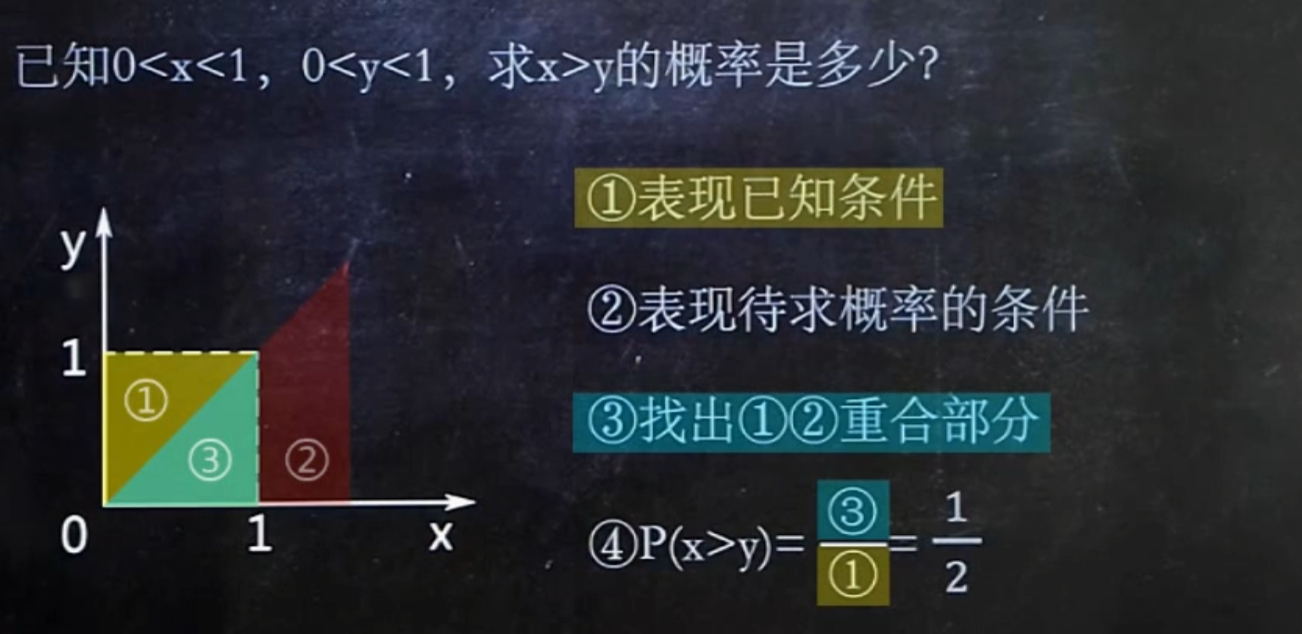 已知0<x<1，0<y<1，求x>y的概率是多少？
①表现已知条件
y
②表现待求概率的条件
1
①
③找出①②重合部分
③
②
0
1
x
④P(x>y)=③/①=1/2